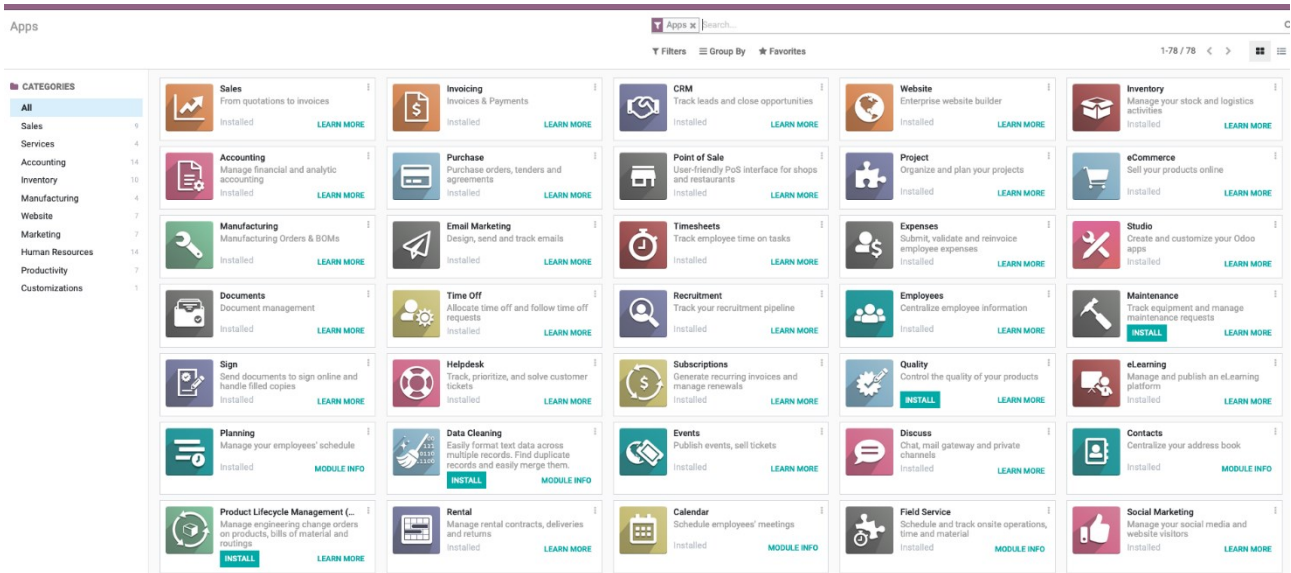 Apps
Apps x Search...
Filters Group By Favorites
1-78 / 78
CATEGORIES
All
Sales 9
Services 4
Accounting 14
Inventory 10
Manufacturing 4
Website 7
Marketing 7
Human Resources 14
Productivity 7
Customizations 1
Sales
From quotations to invoices
Installed LEARN MORE
Invoicing
Invoices & Payments
Installed LEARN MORE
CRM
Track leads and close opportunities
Installed LEARN MORE
Website
Enterprise website builder
Installed LEARN MORE
Inventory
Manage your stock and logistics
activities
Installed LEARN MORE
Accounting
Manage financial and analytic
accounting
Installed LEARN MORE
Purchase
Purchase orders, tenders and
agreements
Installed LEARN MORE
Point of Sale
User-friendly PoS interface for shops
and restaurants
Installed LEARN MORE
Project
Organize and plan your projects
Installed LEARN MORE
eCommerce
Sell your products online
Installed LEARN MORE
Manufacturing
Manufacturing Orders & BOMs
Installed LEARN MORE
Email Marketing
Design, send and track emails
Installed LEARN MORE
Timesheets
Track employee time on tasks
Installed LEARN MORE
Expenses
Submit, validate and reinvoice
employee expenses
Installed LEARN MORE
Studio
Create and customize your Odoo
apps
Installed LEARN MORE
Documents
Document management
Installed LEARN MORE
Time Off
Allocate time off and follow time off
requests
Installed LEARN MORE
Recruitment
Track your recruitment pipeline
Installed LEARN MORE
Employees
Centralize employee information
Installed LEARN MORE
Maintenance
Track equipment and manage
maintenance requests
INSTALL LEARN MORE
Sign
Send documents to sign online and
handle filled copies
Installed LEARN MORE
Helpdesk
Track, prioritize, and solve customer
tickets
Installed LEARN MORE
Subscriptions
Generate recurring invoices and
manage renewals
Installed LEARN MORE
Quality
Control the quality of your products
INSTALL LEARN MORE
eLearning
Manage and publish an eLearning
platform
Installed LEARN MORE
Planning
Manage your employees' schedule
Installed MODULE INFO
Data Cleaning
Easily format text data across
multiple records. Find duplicate
records and easily merge them.
INSTALL MODULE INFO
Events
Publish events, sell tickets
Installed LEARN MORE
Discuss
Chat, mail gateway and private
channels
Installed LEARN MORE
Contacts
Centralize your address book
Installed MODULE INFO
Product Lifecycle Management (...
Manage engineering change orders
on products, bills of material and
routings
INSTALL LEARN MORE
Rental
Manage rental contracts, deliveries
and returns
Installed LEARN MORE
Calendar
Schedule employees' meetings
Installed MODULE INFO
Field Service
Schedule and track onsite operations,
time and material
Installed MODULE INFO
Social Marketing
Manage your social media and
website visitors
Installed LEARN MORE